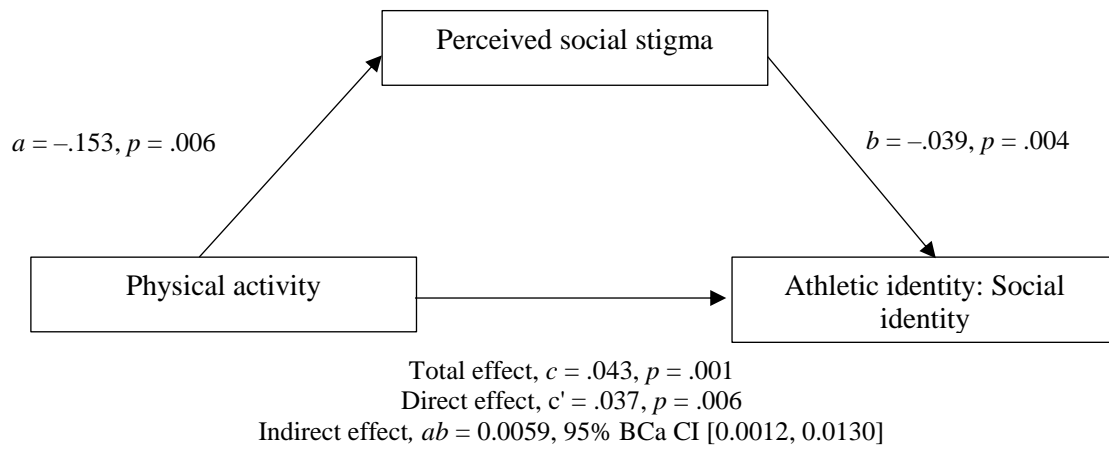 Perceived social stigma
a = –.153, p = .006
b = –.039, p = .004
Physical activity
Athletic identity: Social
identity
Total effect, c = .043, p = .001
Direct effect, c' = .037, p = .006
Indirect effect, ab = 0.0059, 95% BCa CI [0.0012, 0.0130]